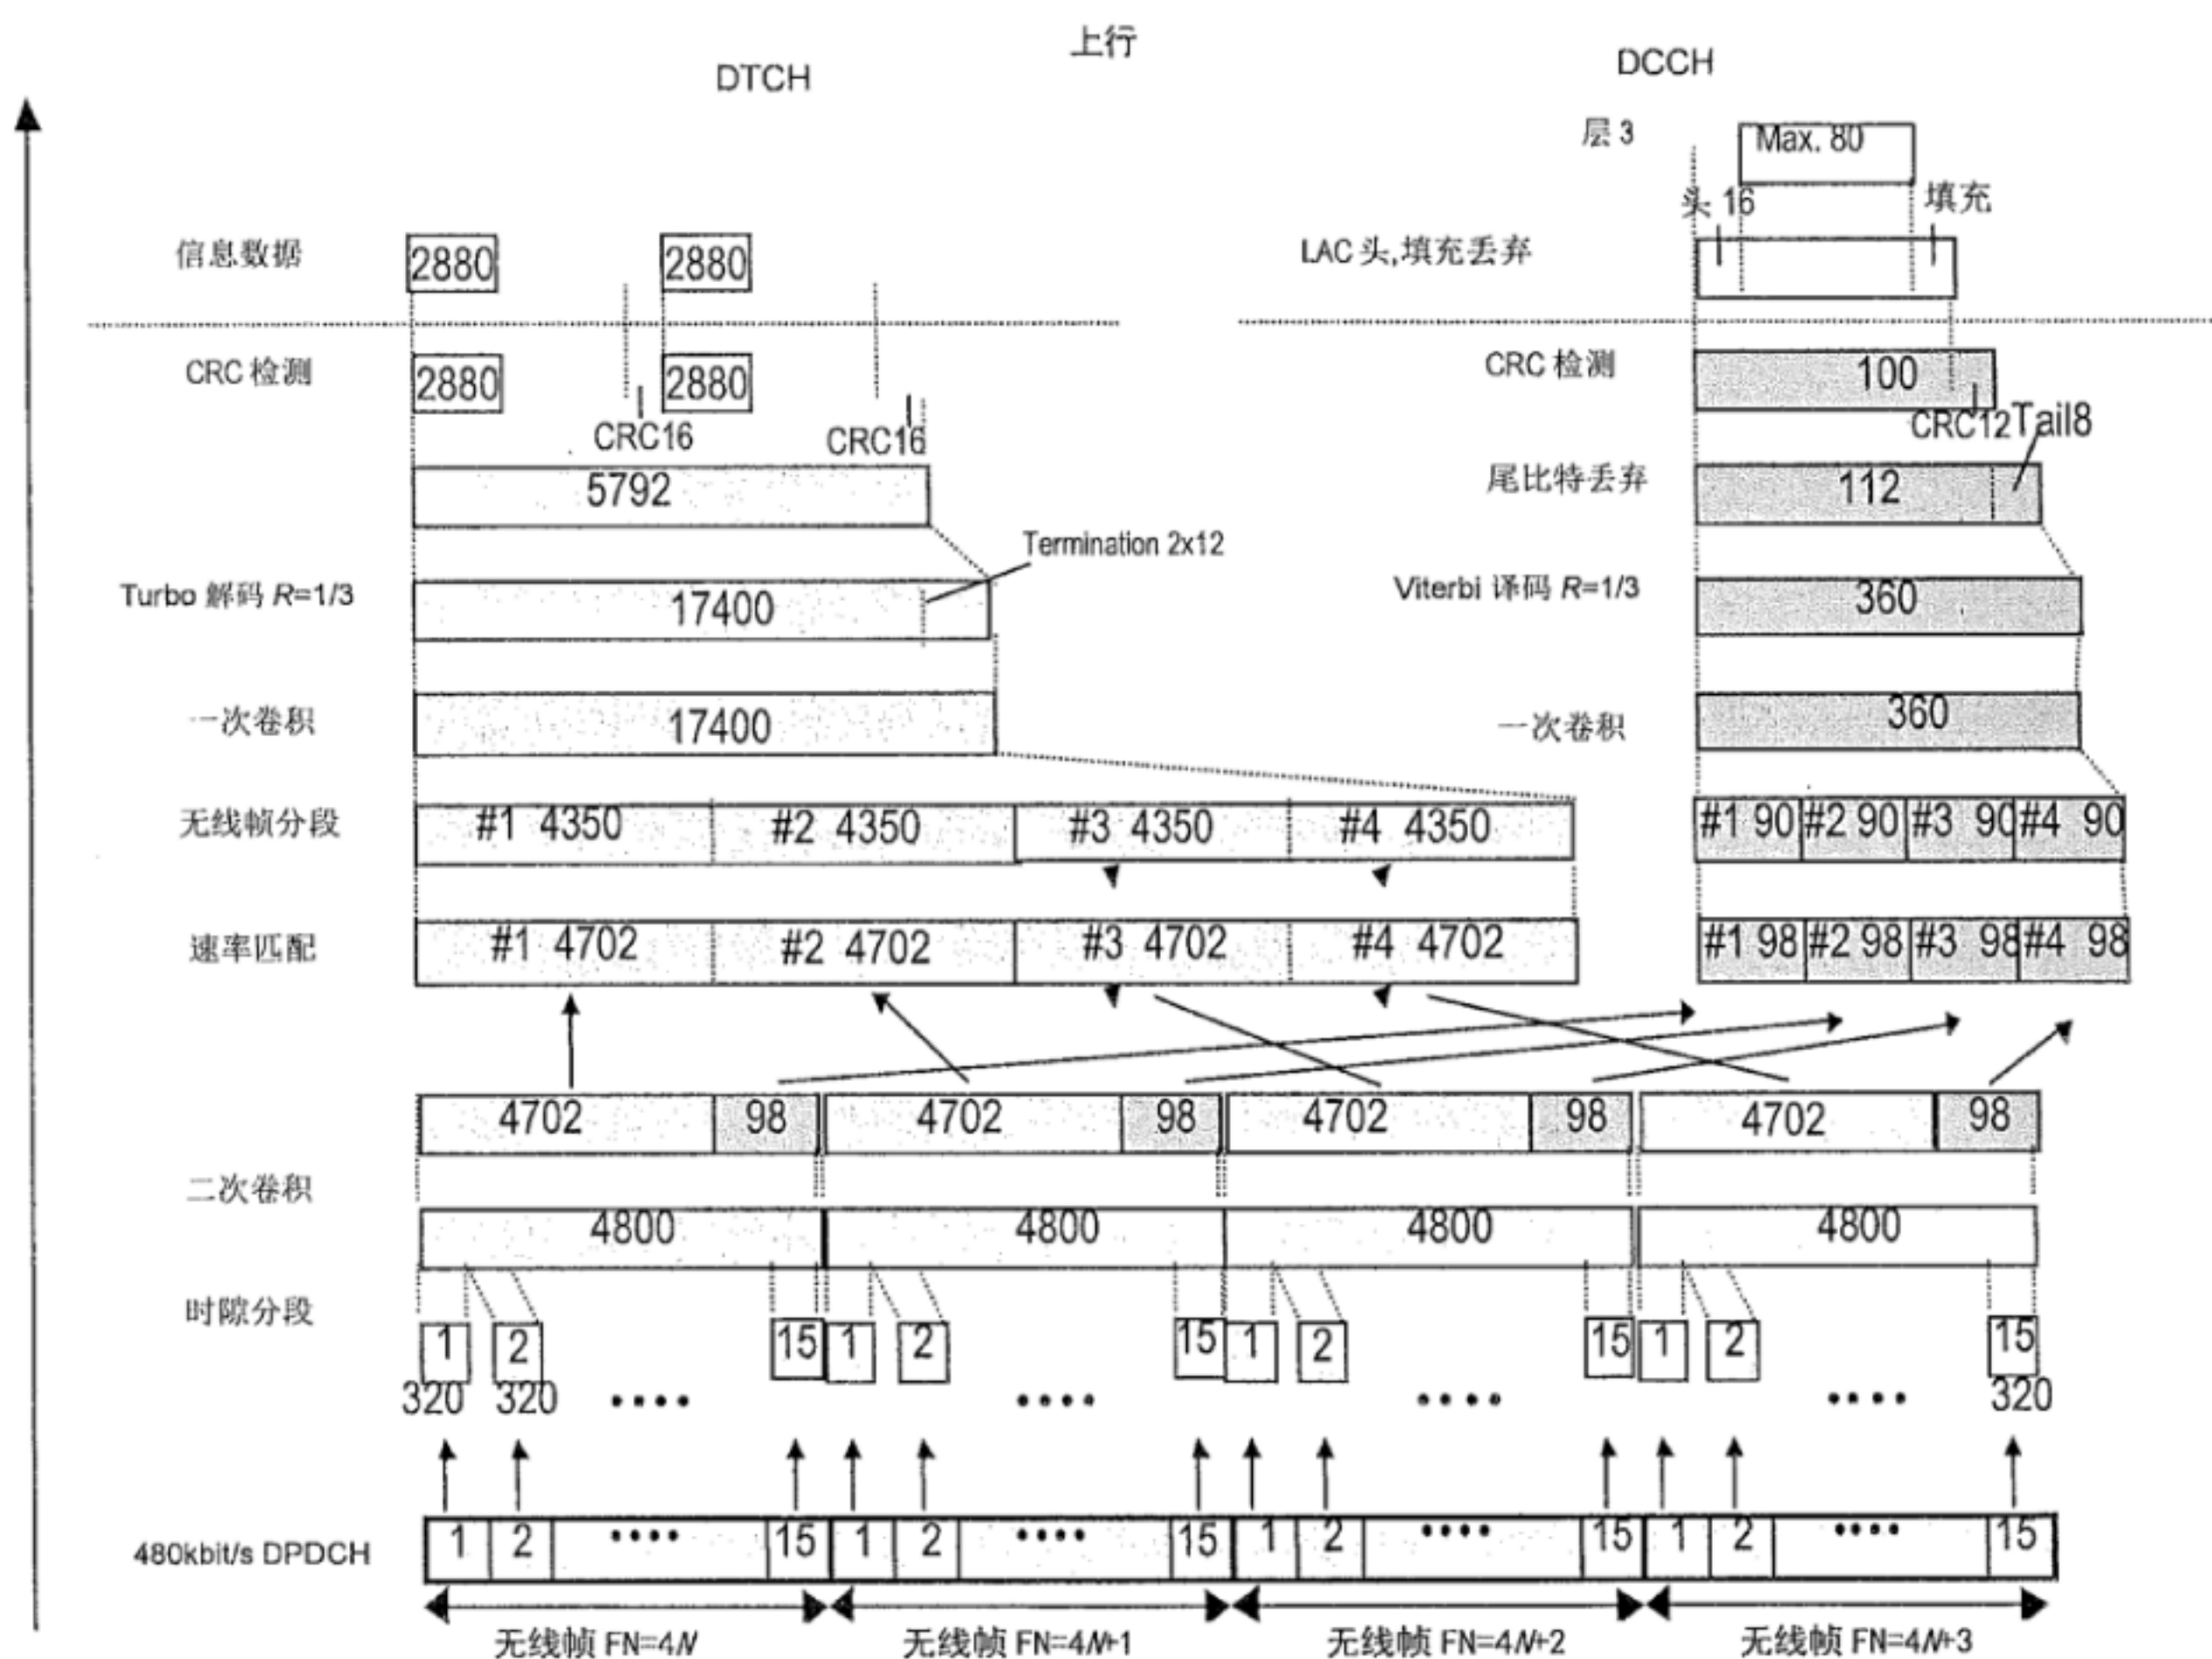 上行
DTCH
DCCH
层 3
Max. 80
头 16
填充
信息数据
2880
2880
LAC 头,填充丢弃
CRC 检测
2880
2880
CRC16
CRC16
CRC 检测
100
CRC12
Tail8
5792
尾比特丢弃
112
Termination 2x12
Turbo 解码 R=1/3
17400
Viterbi 译码 R=1/3
360
一次卷积
17400
一次卷积
360
无线帧分段
#1 4350
#2 4350
#3 4350
#4 4350
#1 90
#2 90
#3 90
#4 90
速率匹配
#1 4702
#2 4702
#3 4702
#4 4702
#1 98
#2 98
#3 98
#4 98
4702
98
4702
98
4702
98
4702
98
二次卷积
4800
4800
4800
4800
时隙分段
1
2
15
1
2
15
1
2
15
1
2
15
320
320
320
480kbit/s DPDCH
1
2
15
1
2
15
1
2
15
1
2
15
无线帧 FN=4N
无线帧 FN=4N+1
无线帧 FN=4N+2
无线帧 FN=4N+3